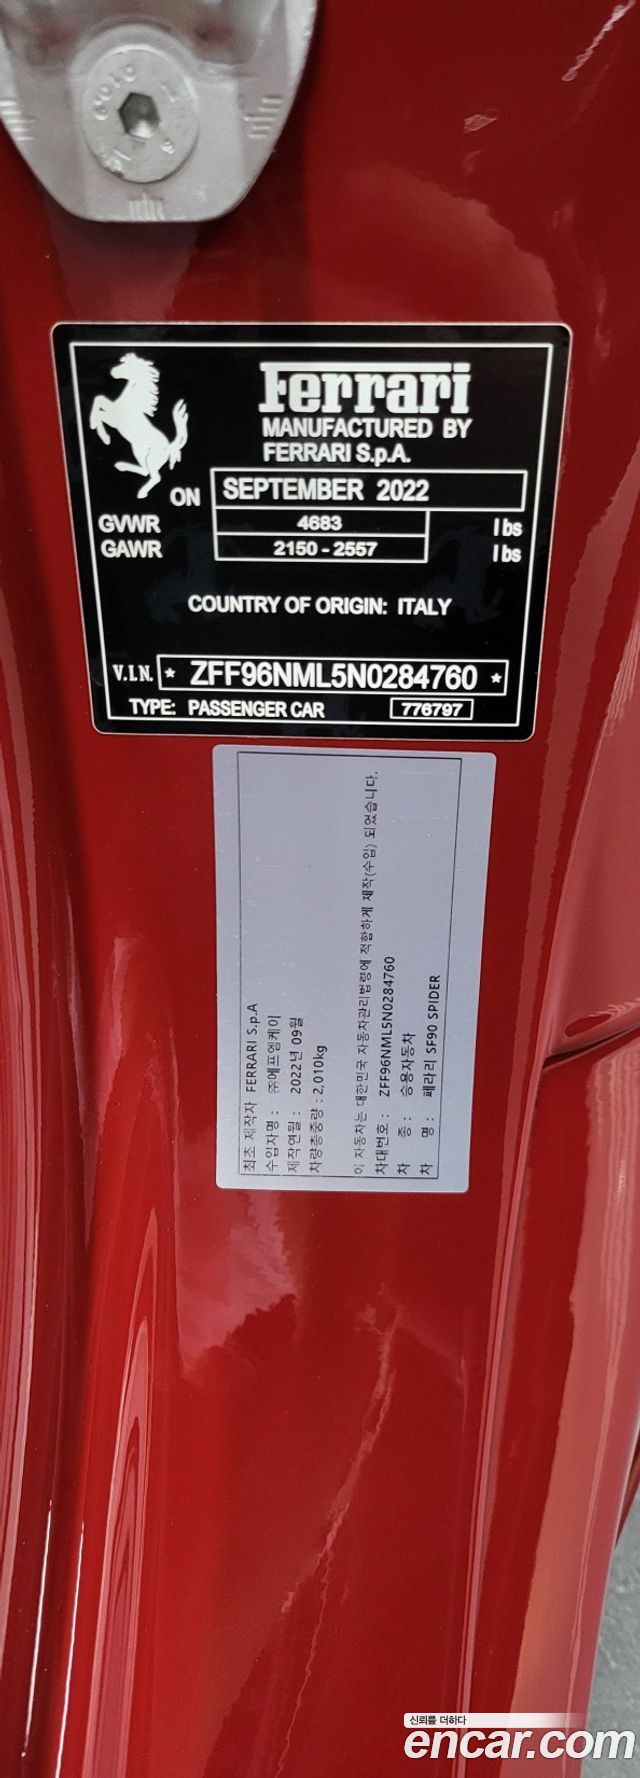 Ferrari
MANUFACTURED BY
FERRARI S.p.A.
ON SEPTEMBER 2022
GVWR 4683 lbs
GAWR 2150 - 2557 lbs
COUNTRY OF ORIGIN: ITALY
V.I.N. * ZFF96NML5N0284760 *
TYPE: PASSENGER CAR 776797
최초 제작자 FERRARI S.p.A
수입자명 : ㈜에프엠케이
제작연월 : 2022년 09월
차량총중량 : 2,010kg
이 자동차는 대한민국 자동차관리법령에 적합하게 제작(수입) 되었습니다.
차대번호 : ZFF96NML5N0284760
차 종 : 승용자동차
차 명 : 페라리 SF90 SPIDER
신뢰를 더하다
encar.com